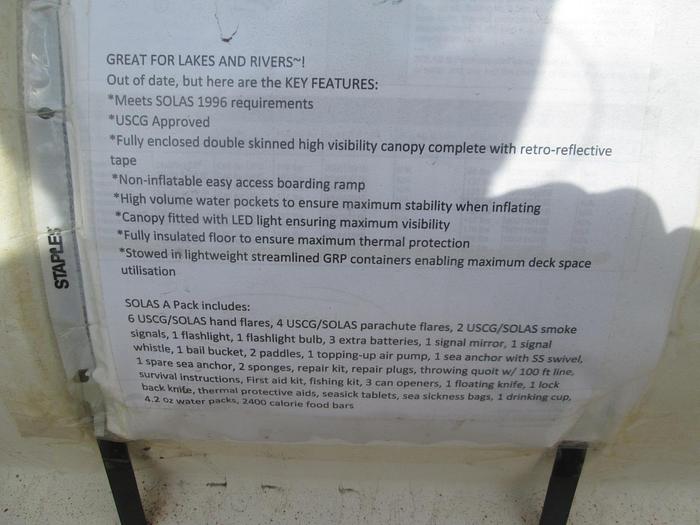 GREAT FOR LAKES AND RIVERS~!
Out of date, but here are the KEY FEATURES:
*Meets SOLAS 1996 requirements
*USCG Approved
*Fully enclosed double skinned high visibility canopy complete with retro-reflective
tape
*Non-inflatable easy access boarding ramp
*High volume water pockets to ensure maximum stability when inflating
*Canopy fitted with LED light ensuring maximum visibility
*Fully insulated floor to ensure maximum thermal protection
*Stowed in lightweight streamlined GRP containers enabling maximum deck space
utilisation
SOLAS A Pack includes:
6 USCG/SOLAS hand flares, 4 USCG/SOLAS parachute flares, 2 USCG/SOLAS smoke
signals, 1 flashlight, 1 flashlight bulb, 3 extra batteries, 1 signal mirror, 1 signal
whistle, 1 bail bucket, 2 paddles, 1 topping-up air pump, 1 sea anchor with SS swivel,
1 spare sea anchor, 2 sponges, repair kit, repair plugs, throwing quoit w/ 100 ft line,
survival instructions, First aid kit, fishing kit, 3 can openers, 1 floating knife, 1 lock
back knife, thermal protective aids, seasick tablets, sea sickness bags, 1 drinking cup,
4.2 oz water packs, 2400 calorie food bars
STAPLES